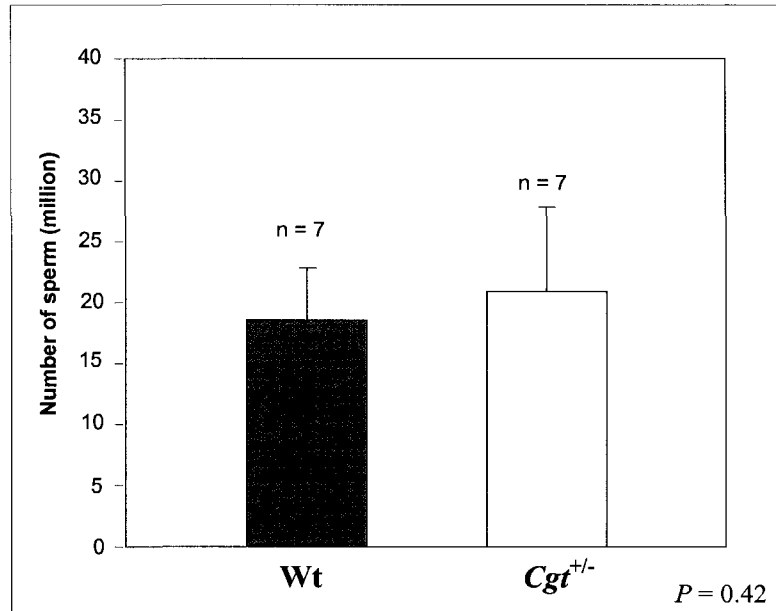 40
35
30
25
20
15
10
5
0
Number of sperm (million)
n = 7
n = 7
Wt
Cgt+/-
P = 0.42